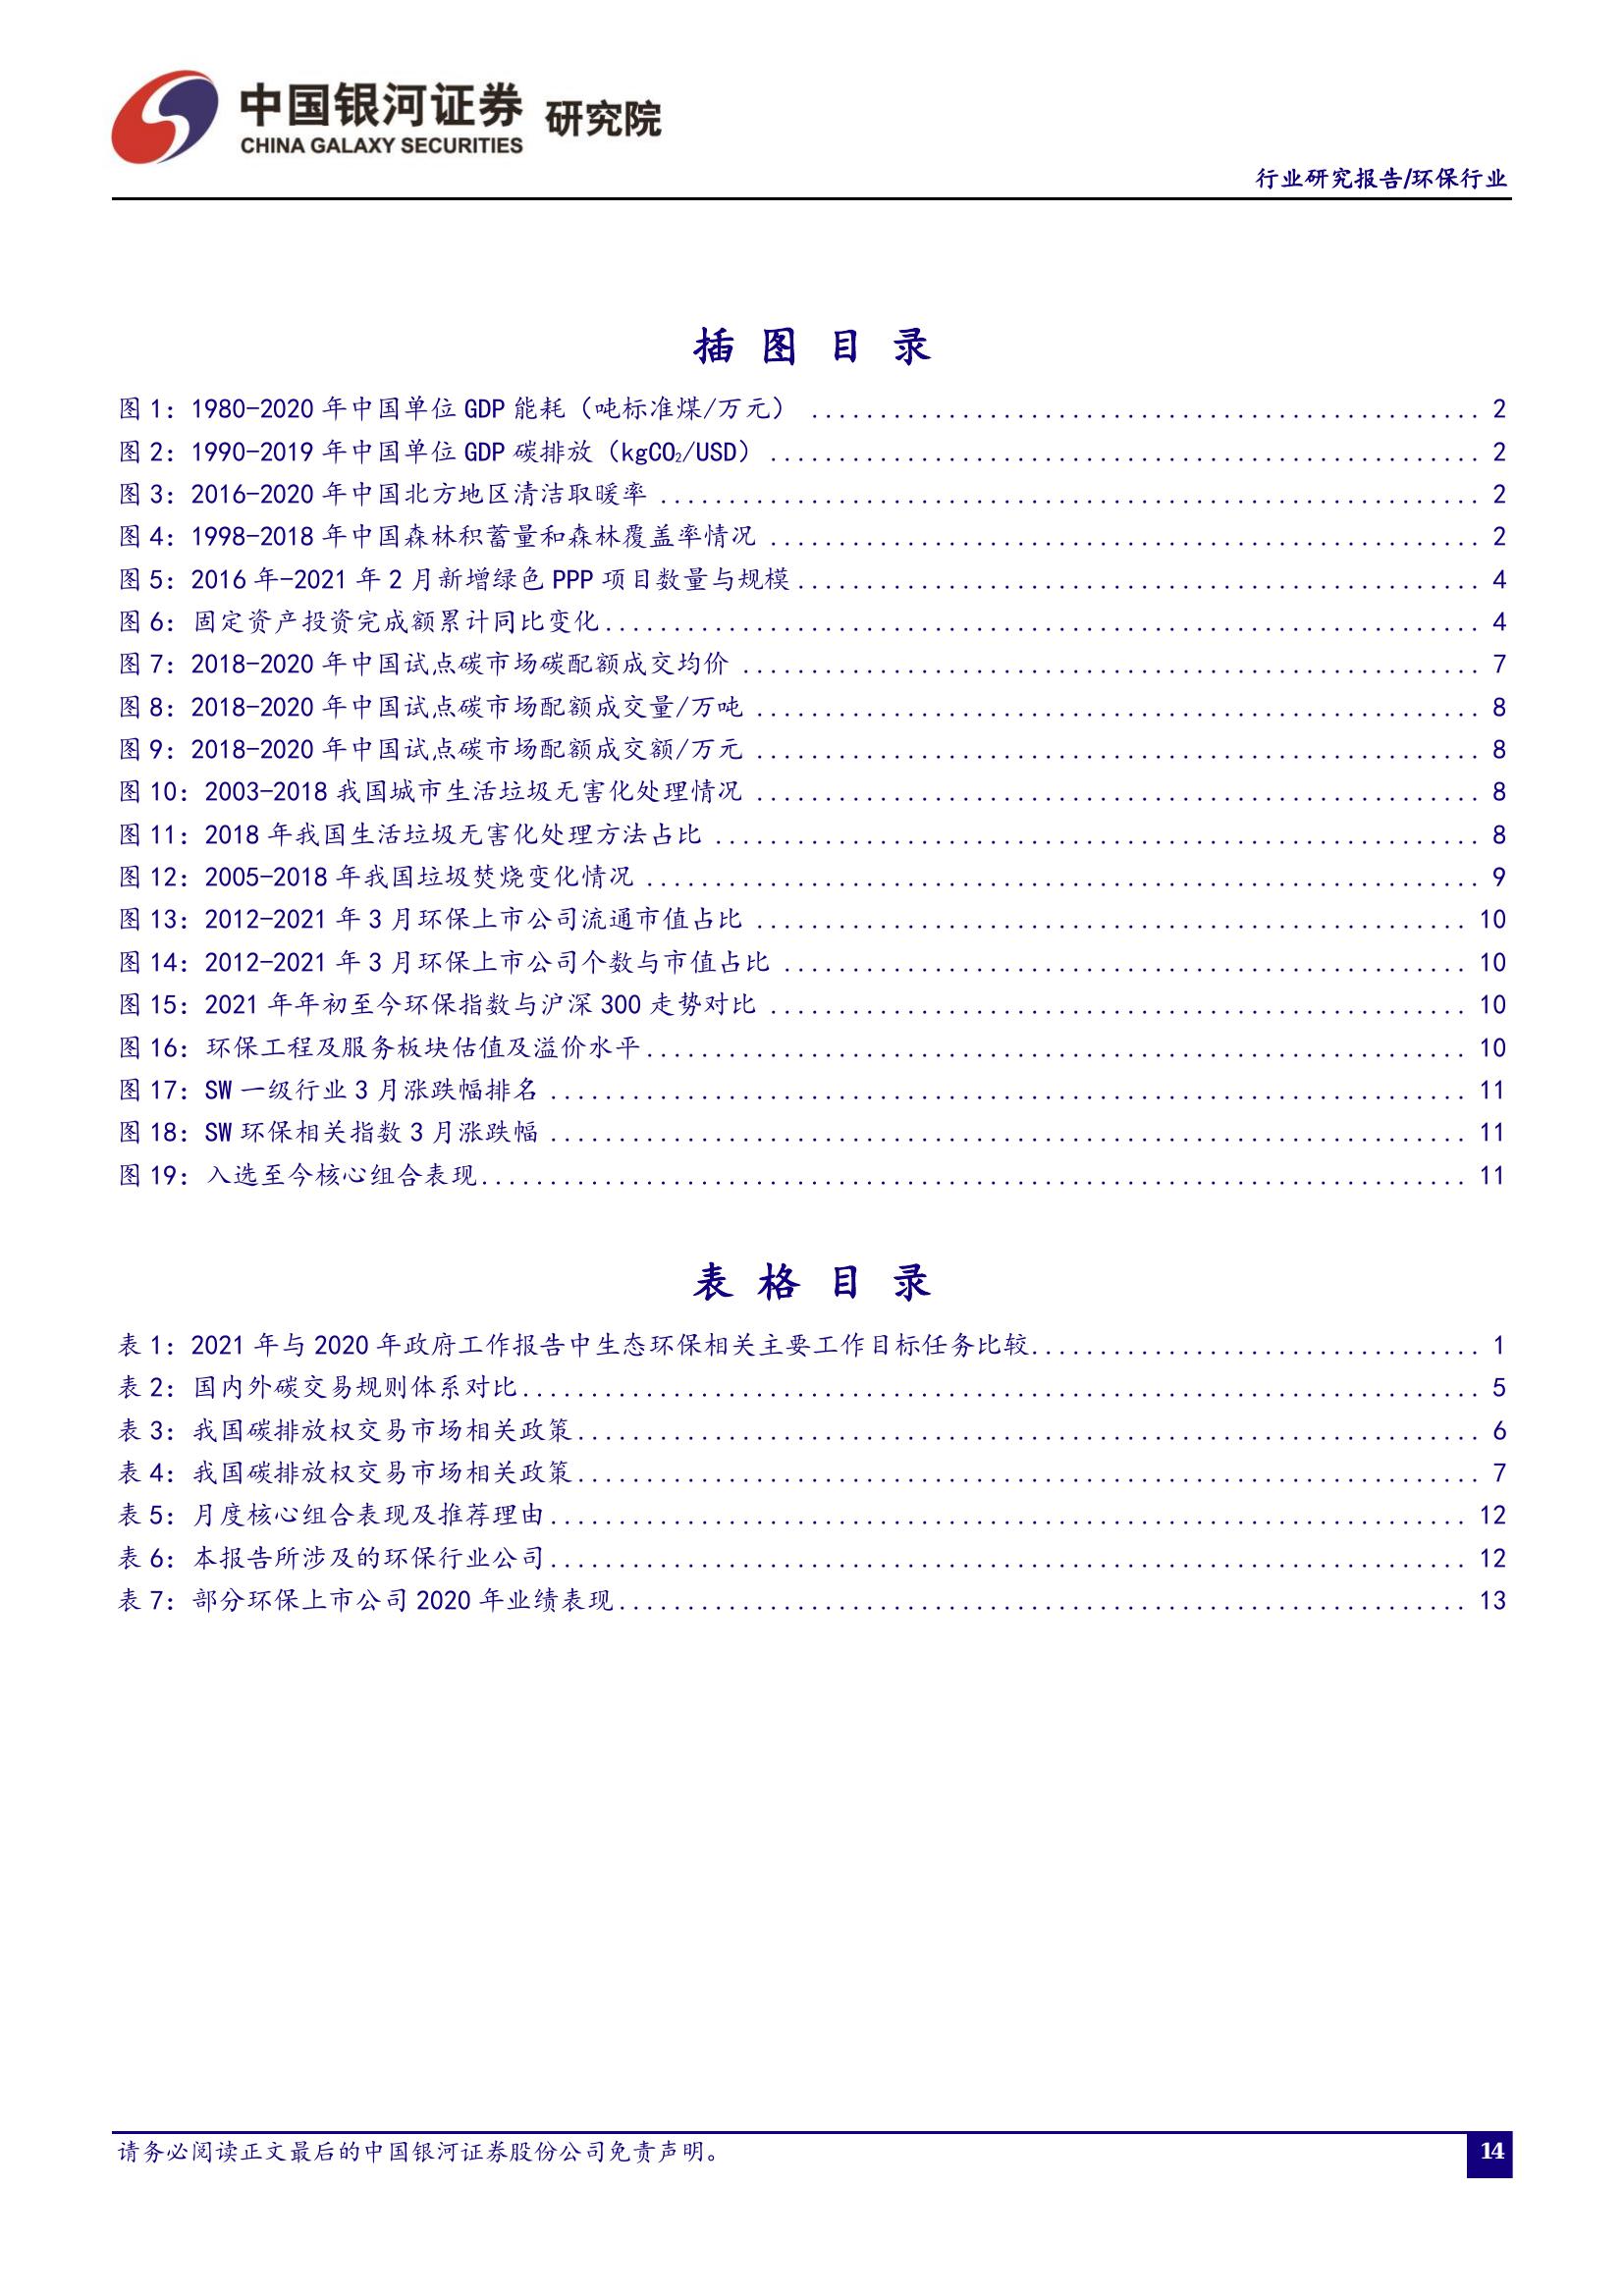 中国银河证券 研究院
CHINA GALAXY SECURITIES
行业研究报告/环保行业
插 图 目 录
图 1：1980-2020 年中国单位 GDP 能耗（吨标准煤/万元） ................................................ 2
图 2：1990-2019 年中国单位 GDP 碳排放（kgCO₂/USD） ................................................ 2
图 3：2016-2020 年中国北方地区清洁取暖率 ................................................ 2
图 4：1998-2018 年中国森林积蓄量和森林覆盖率情况 ................................................ 2
图 5：2016 年-2021 年 2 月新增绿色 PPP 项目数量与规模 ................................................ 4
图 6：固定资产投资完成额累计同比变化 ................................................ 4
图 7：2018-2020 年中国试点碳市场碳配额成交均价 ................................................ 7
图 8：2018-2020 年中国试点碳市场配额成交量/万吨 ................................................ 8
图 9：2018-2020 年中国试点碳市场配额成交额/万元 ................................................ 8
图 10：2003-2018 我国城市生活垃圾无害化处理情况 ................................................ 8
图 11：2018 年我国生活垃圾无害化处理方法占比 ................................................ 8
图 12：2005-2018 年我国垃圾焚烧变化情况 ................................................ 9
图 13：2012-2021 年 3 月环保上市公司流通市值占比 ................................................ 10
图 14：2012-2021 年 3 月环保上市公司个数与市值占比 ................................................ 10
图 15：2021 年年初至今环保指数与沪深 300 走势对比 ................................................ 10
图 16：环保工程及服务板块估值及溢价水平 ................................................ 10
图 17：SW 一级行业 3 月涨跌幅排名 ................................................ 11
图 18：SW 环保相关指数 3 月涨跌幅 ................................................ 11
图 19：入选至今核心组合表现 ................................................ 11
表 格 目 录
表 1：2021 年与 2020 年政府工作报告中生态环保相关主要工作目标任务比较 ................................ 1
表 2：国内外碳交易规则体系对比 ................................................ 5
表 3：我国碳排放权交易市场相关政策 ................................................ 6
表 4：我国碳排放权交易市场相关政策 ................................................ 7
表 5：月度核心组合表现及推荐理由 ................................................ 12
表 6：本报告所涉及的环保行业公司 ................................................ 12
表 7：部分环保上市公司 2020 年业绩表现 ................................................ 13
请务必阅读正文最后的中国银河证券股份公司免责声明。
14